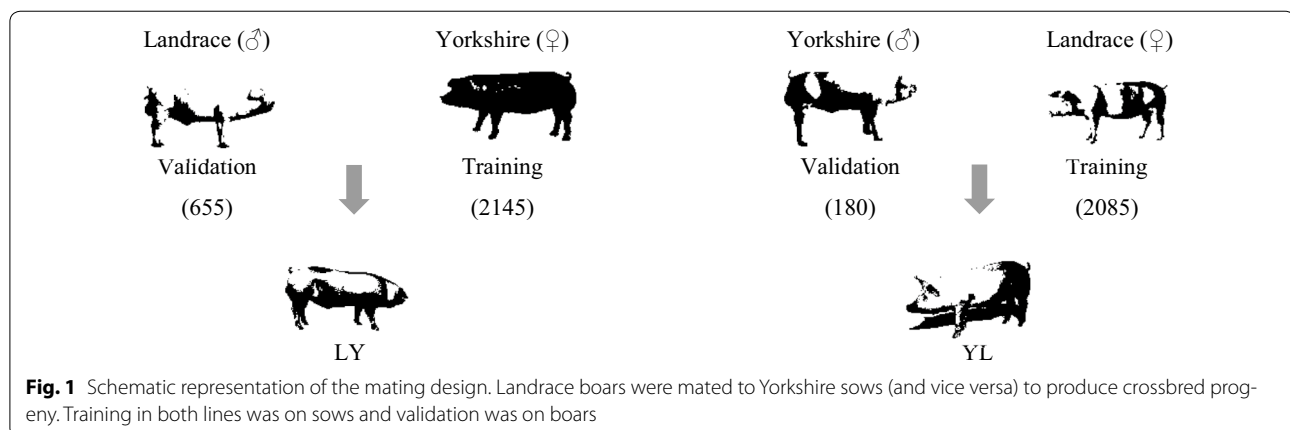 Landrace (♂) Yorkshire (♀) Yorkshire (♂) Landrace (♀)
Validation Training Validation Training
(655) (2145) (180) (2085)
LY YL
Fig. 1 Schematic representation of the mating design. Landrace boars were mated to Yorkshire sows (and vice versa) to produce crossbred prog-
eny. Training in both lines was on sows and validation was on boars